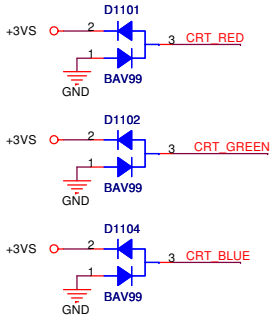 D1101
+3VS 2
3 CRT_RED
1
GND BAV99
D1102
+3VS 2
3 CRT_GREEN
1
GND BAV99
D1104
+3VS 2
3 CRT_BLUE
1
GND BAV99